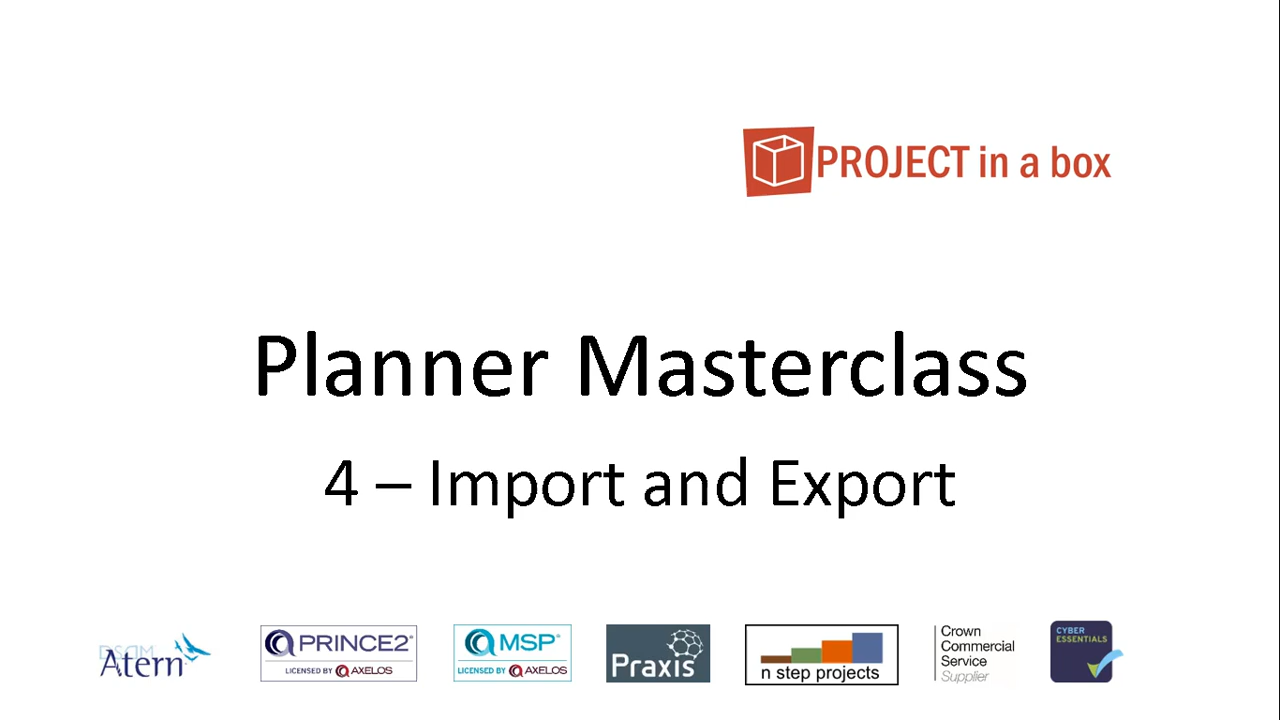 PROJECT in a box
Planner Masterclass
4 – Import and Export
DSDM
Atern
PRINCE2®
LICENSED BY AXELOS
MSP®
LICENSED BY AXELOS
Praxis
n step projects
Crown
Commercial
Service
Supplier
CYBER
ESSENTIALS